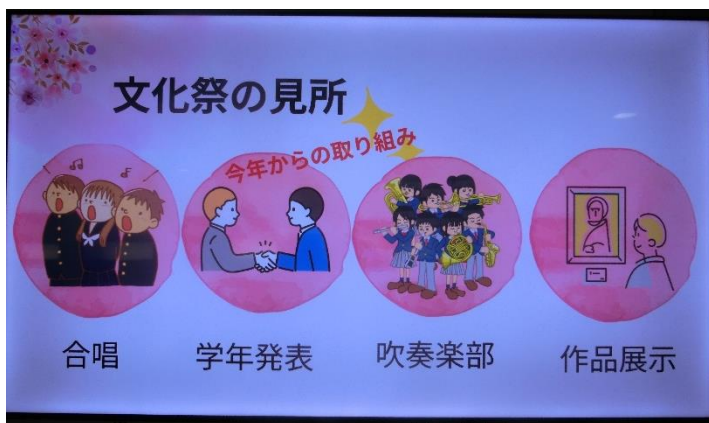 文化祭の見所
今年からの取り組み
合唱
学年発表
吹奏楽部
作品展示